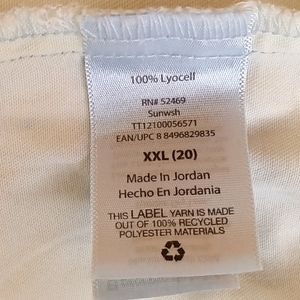 100% Lyocell
RN# 52469
Sunwsh
TT12100056571
EAN/UPC 8 8496829835
XXL (20)
Made In Jordan
Hecho En Jordania
THIS LABEL YARN IS MADE
OUT OF 100% RECYCLED
POLYESTER MATERIALS